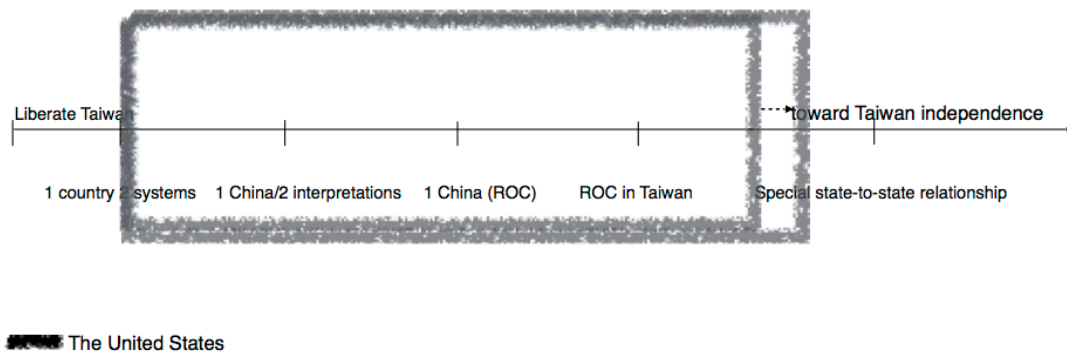 Liberate Taiwan
toward Taiwan independence
1 country 2 systems
1 China/2 interpretations
1 China (ROC)
ROC in Taiwan
Special state-to-state relationship
The United States